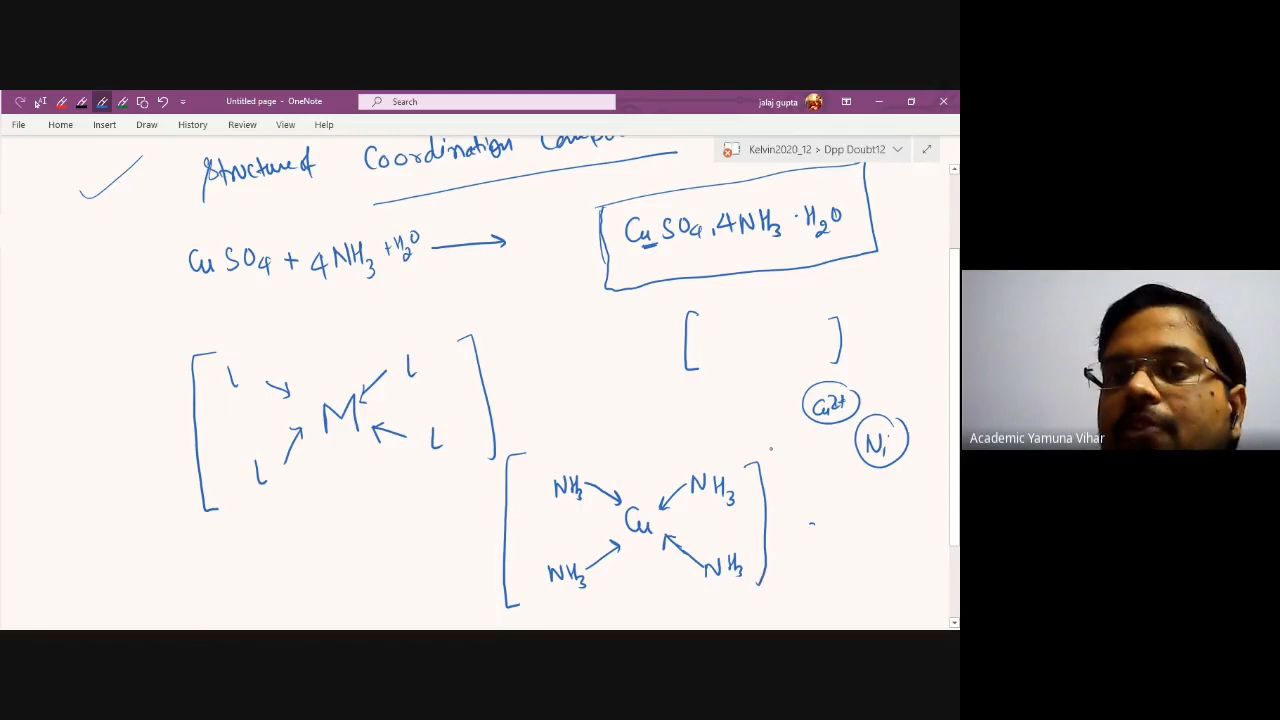 Untitled page - OneNote
Search
jalaj gupta
File Home Insert Draw History Review View Help
Kelvin2020_12 > Dpp Doubt12
Structure of Coordination
CuSO4 + 4NH3 + H2O → CuSO4.4NH3·H2O
[ ]
L L
M
L L
Cu2+
Ni
Academic Yamuna Vihar
NH3 NH3
Cu
NH3 NH3